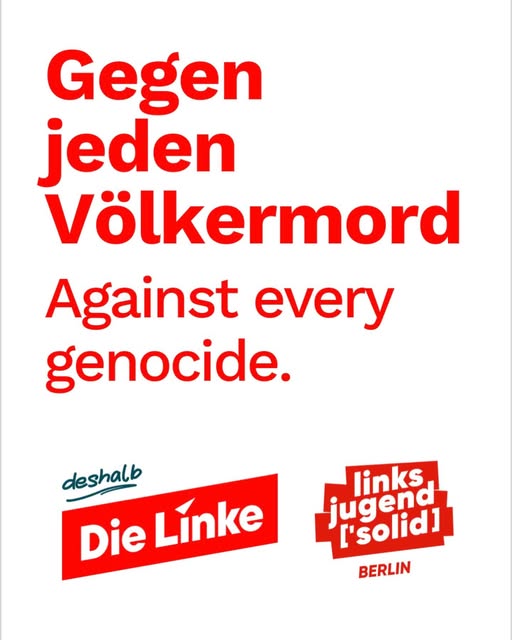 Gegen
jeden
Völkermord
Against every
genocide.
deshalb
Die Linke
links
jugend
['solid]
BERLIN